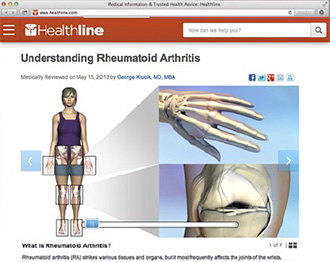 Medical Information & Trusted Health Advice: Healthline
www.healthline.com
Healthline
How can we help you?
Understanding Rheumatoid Arthritis
Medically Reviewed on May 15, 2013 by George Krucik, MD, MBA
1 of 7
What is Rheumatoid Arthritis?
Rheumatoid arthritis (RA) strikes various tissues and organs, but it most frequently affects the joints of the wrists,